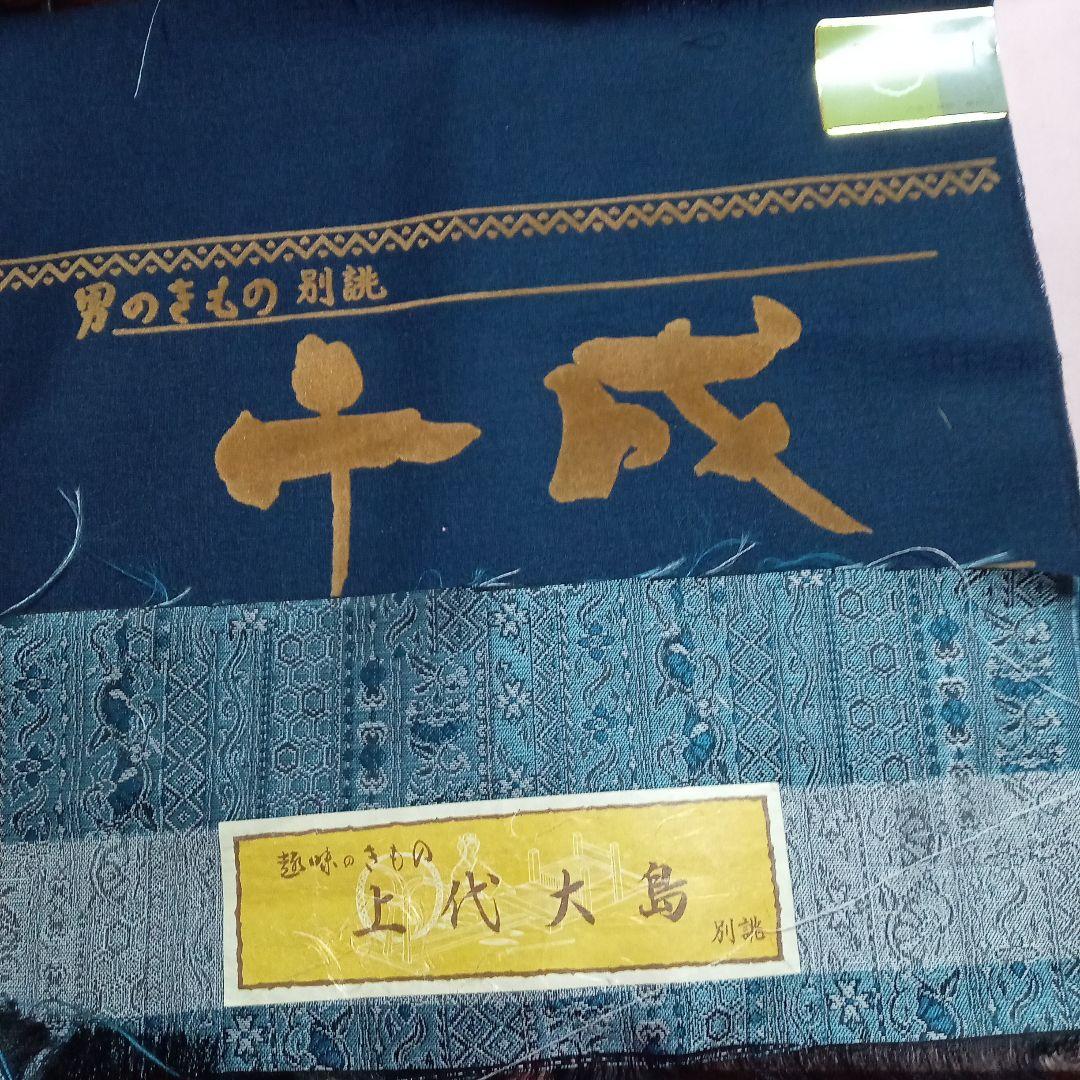 男のきもの 別誂
十成
趣味のきもの
上代大島
別誂